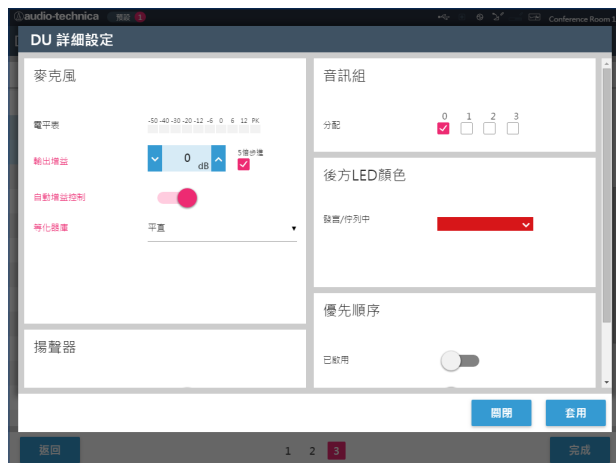 audio-technica 預設 1 Conference Room 1
DU 詳細設定
麥克風
電平表 -50 -40 -30 -20 -12 -6 0 6 12 PK
輸出增益 0 dB 5倍步進
自動增益控制
等化器庫 平直
揚聲器
音訊組
分配 0 1 2 3
後方LED顏色
發言/佇列中
優先順序
已啟用
關閉 套用
返回 1 2 3 完成